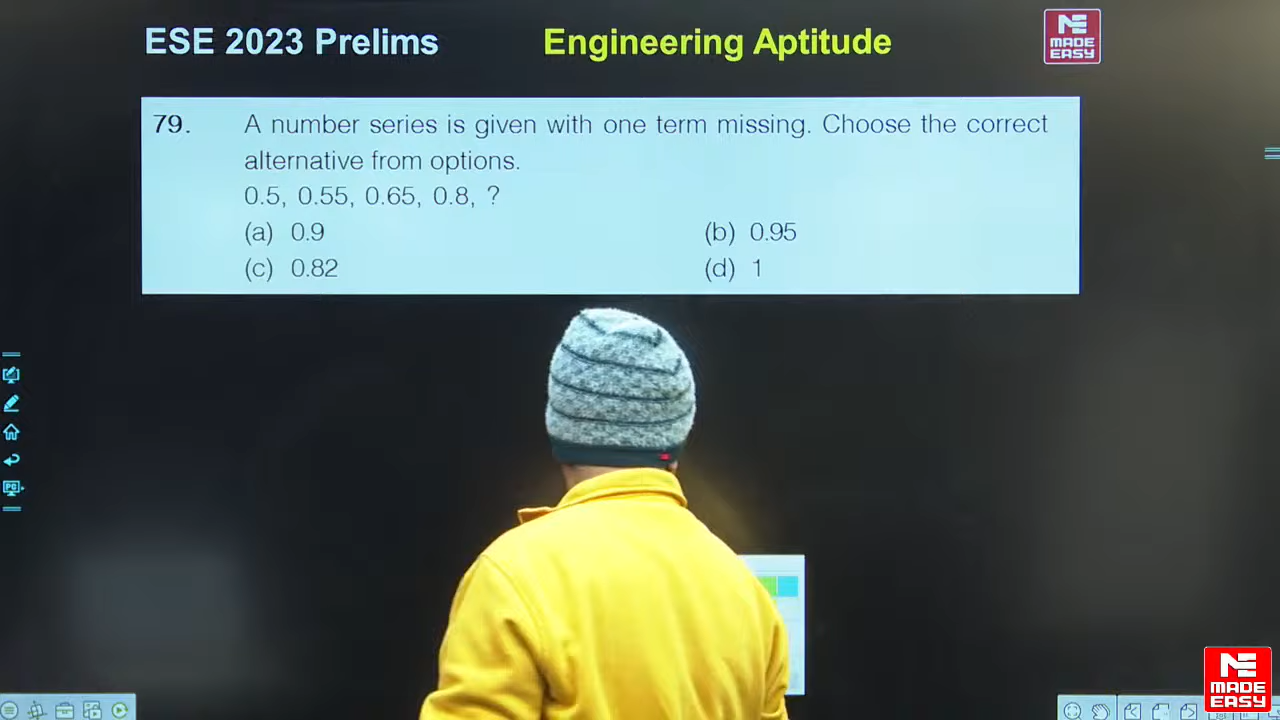 ESE 2023 Prelims Engineering Aptitude
ME
MADE
EASY
79. A number series is given with one term missing. Choose the correct
alternative from options.
0.5, 0.55, 0.65, 0.8, ?
(a) 0.9 (b) 0.95
(c) 0.82 (d) 1
ME
MADE
EASY